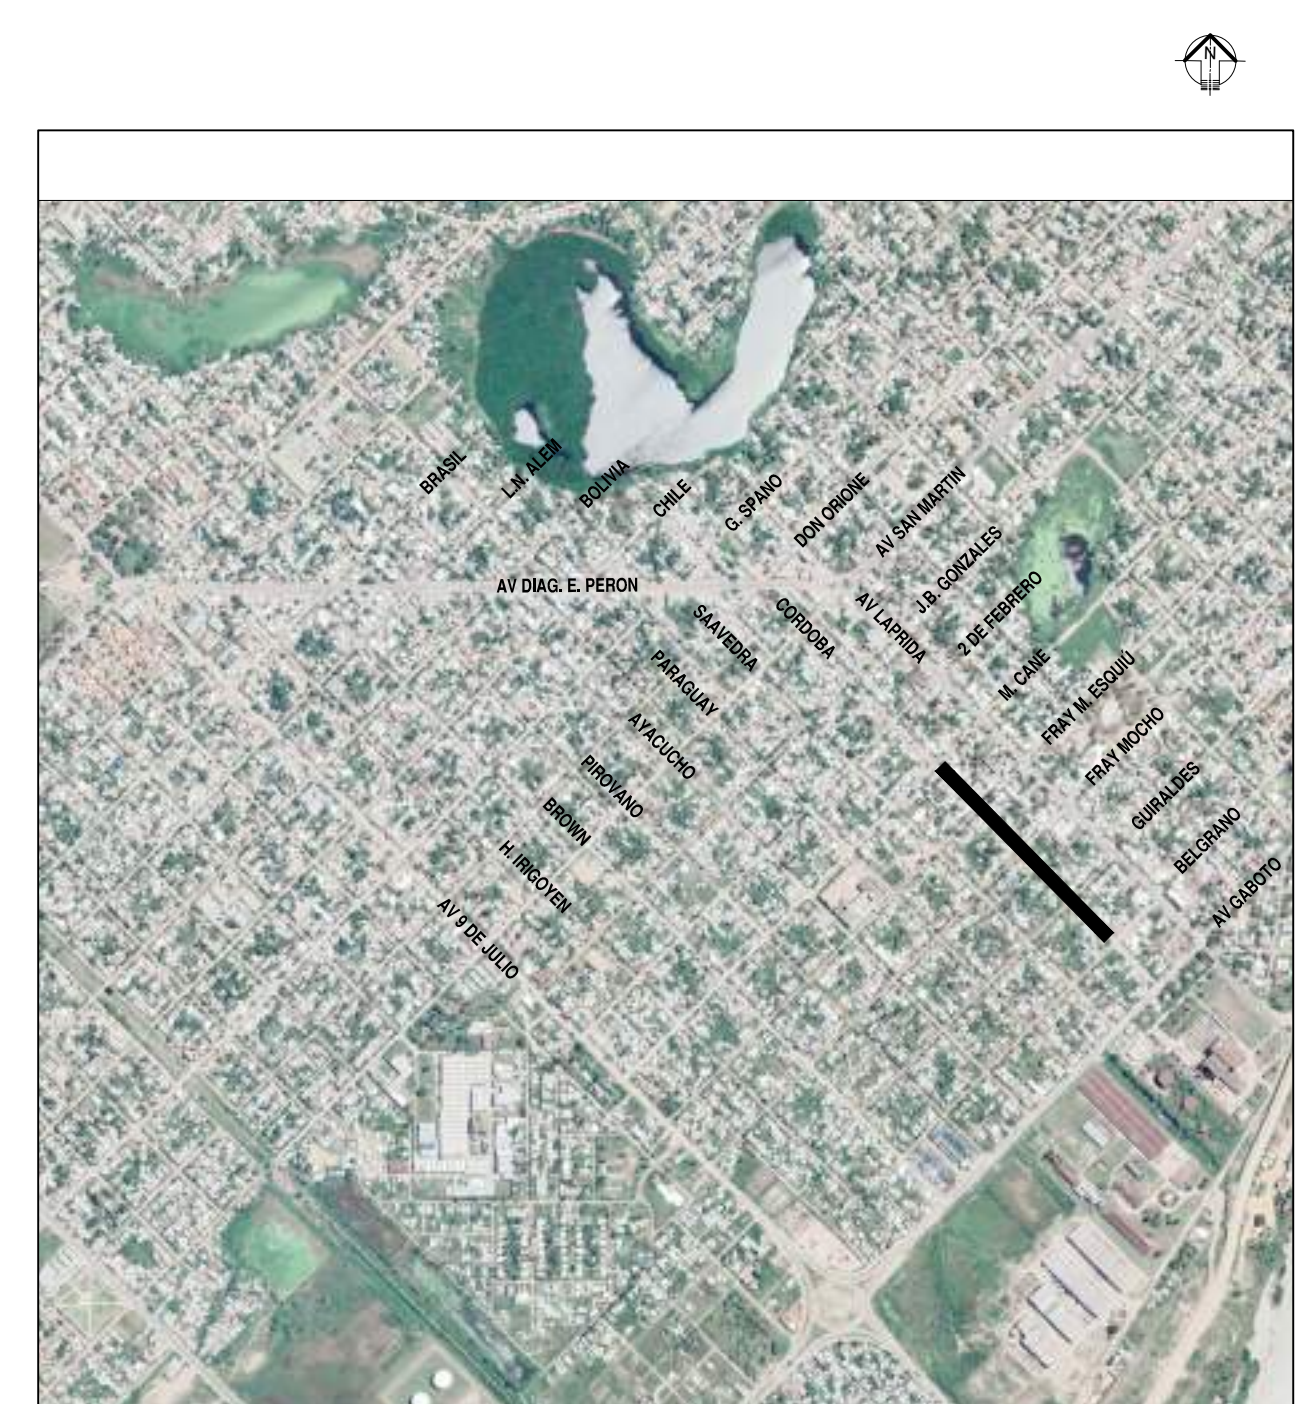 N
BRASIL
L.N. ALEM
BOLIVIA
CHILE
G. SPANO
DON ORIONE
AV SAN MARTIN
J.B. GONZALES
2 DE FEBRERO
M. CANE
FRAY M. ESQUIÚ
FRAY MOCHO
GUIRALDES
BELGRANO
AV GABOTO
AV DIAG. E. PERON
AV LAPRIDA
CORDOBA
SAAVEDRA
PARAGUAY
AYACUCHO
PIROVANO
BROWN
H. IRIGOYEN
AV 9 DE JULIO